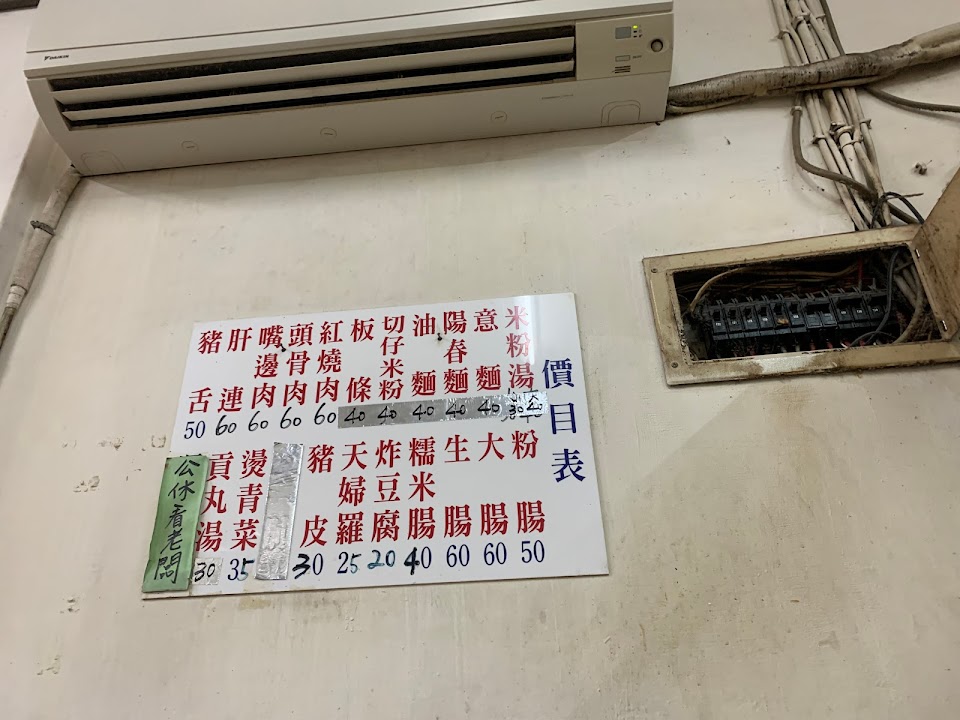 DAIKIN
價目表
米粉湯 30 40
意麵 40
陽春麵 40
油麵 40
切仔米粉 40
板條 40
紅燒肉 60
頭骨肉 60
嘴邊肉 60
肝連 60
豬舌 50
粉腸 50
大腸 60
生腸 60
糯米腸 40
炸豆腐 20
天婦羅 25
豬皮 30
燙青菜 35
貢丸湯 30
公休看老闆